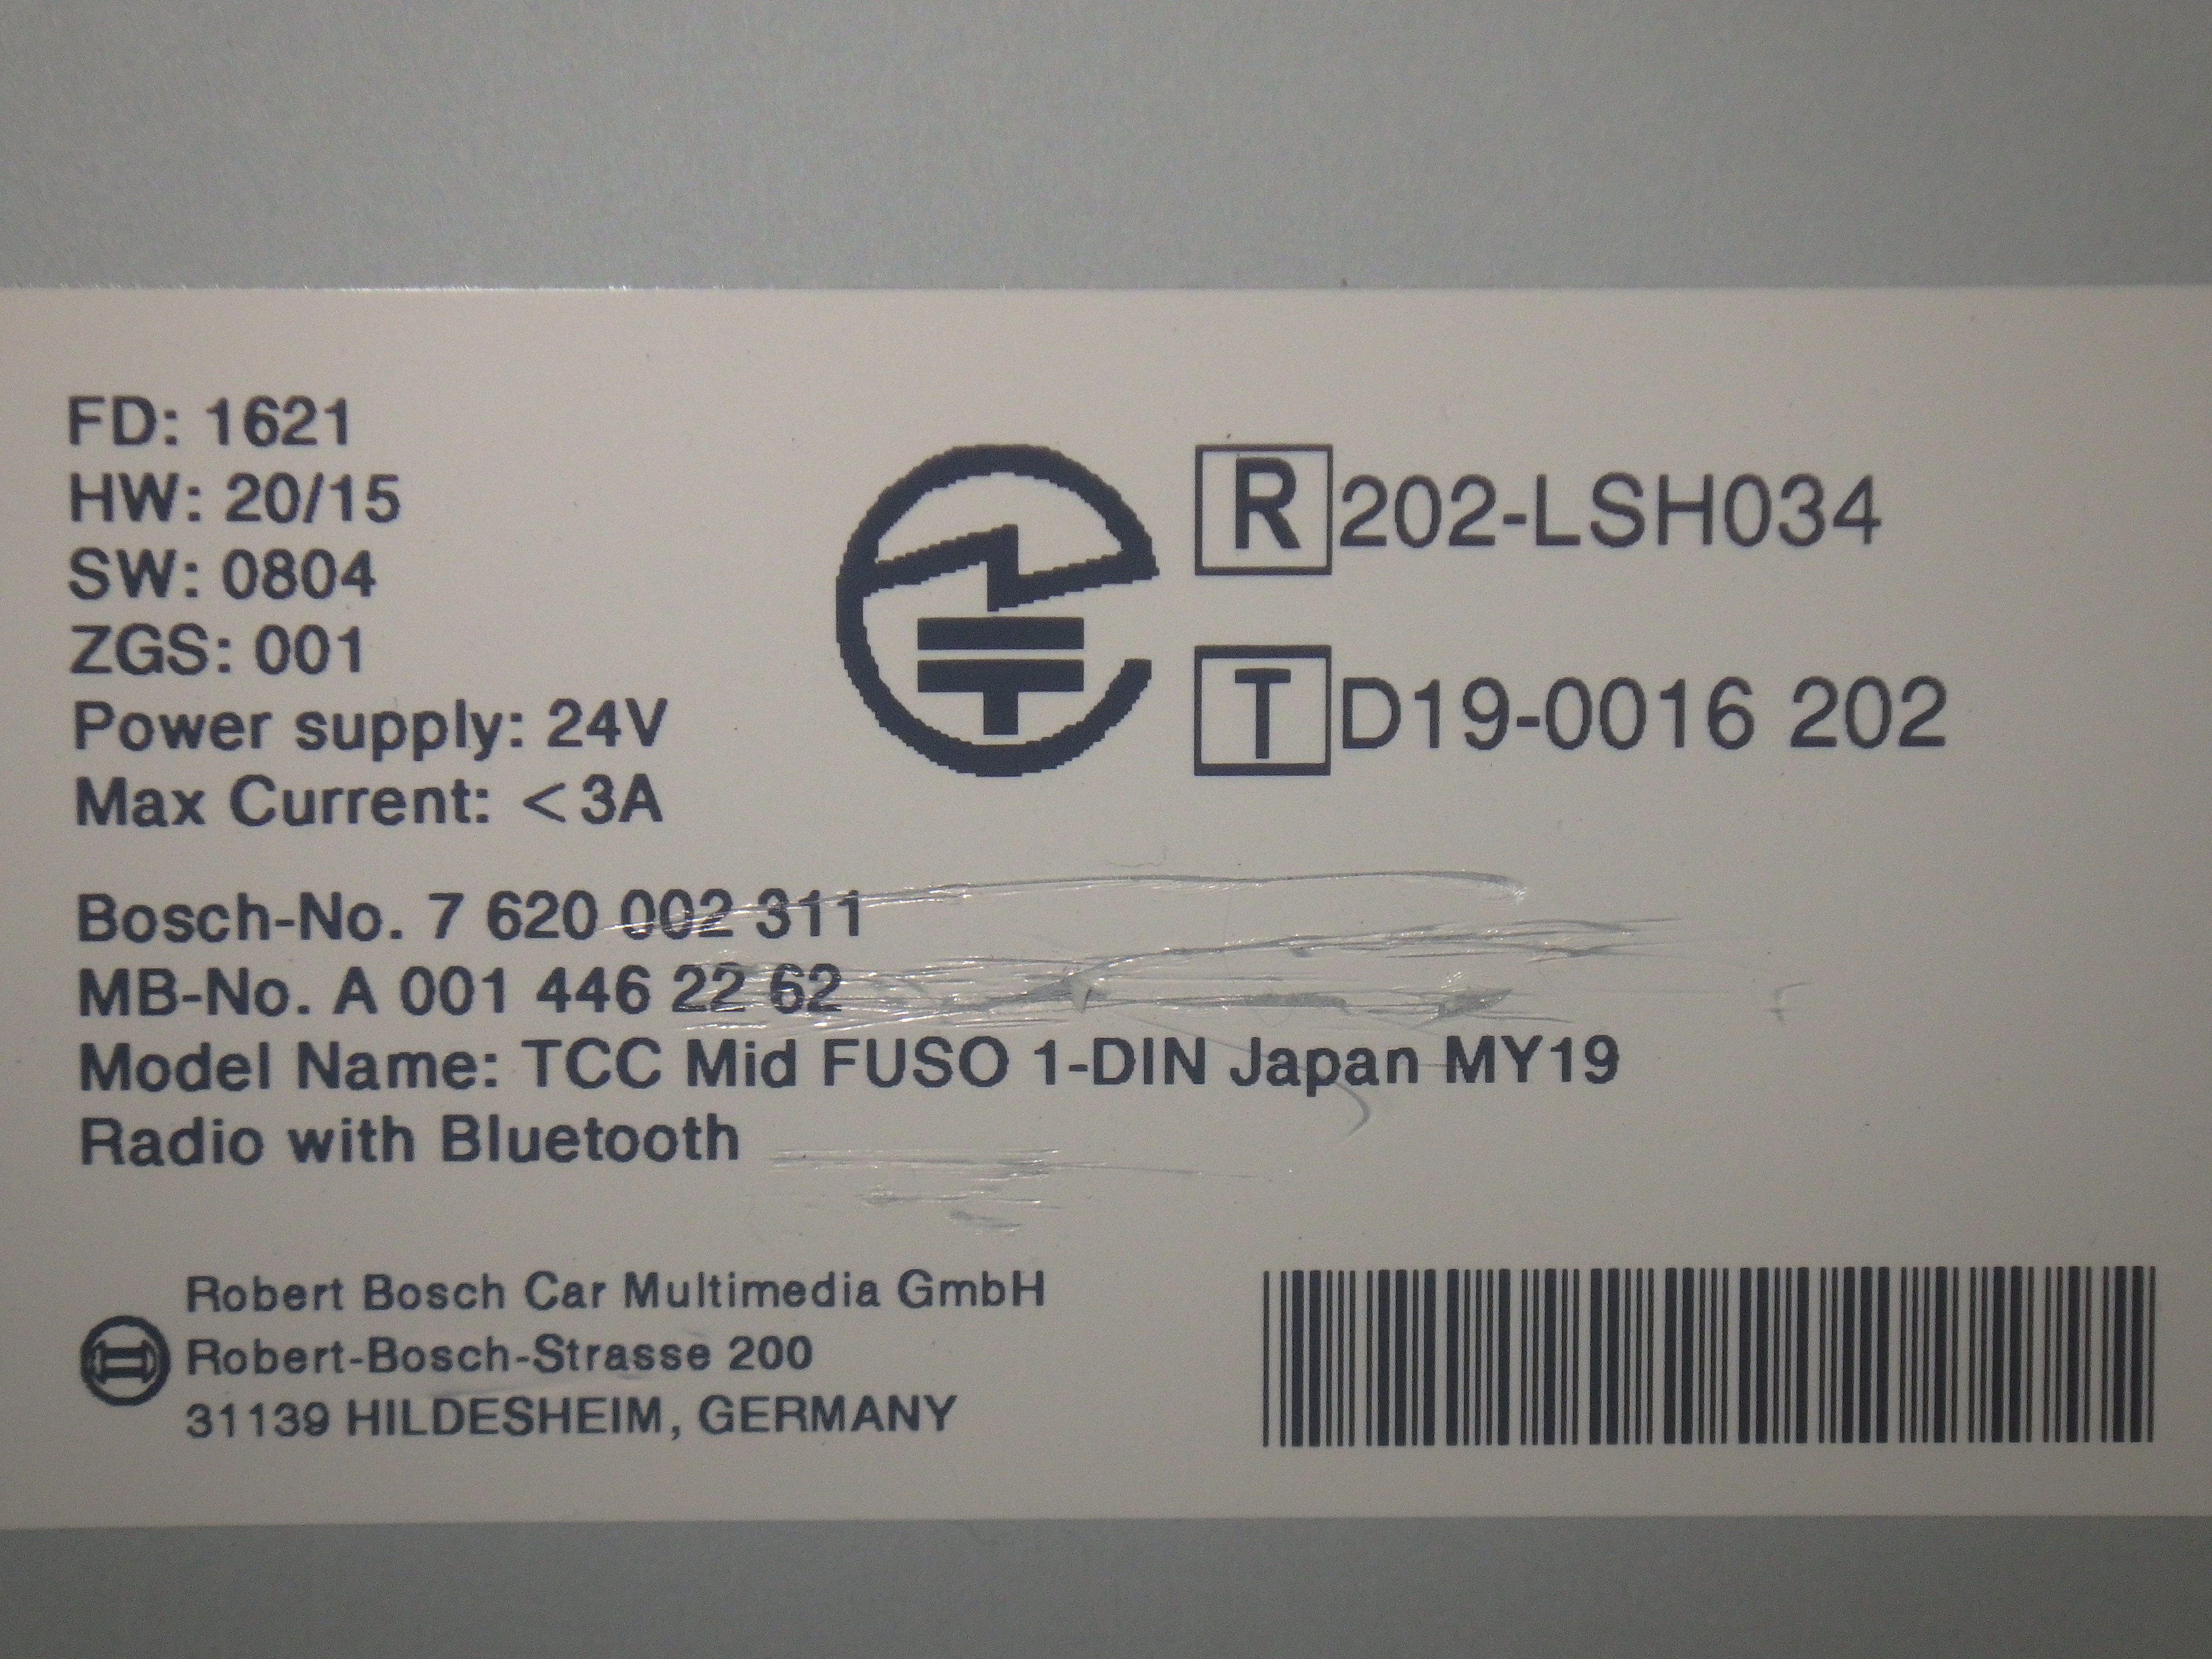 FD: 1621
HW: 20/15
SW: 0804
ZGS: 001
Power supply: 24V
Max Current: <3A
R 202-LSH034
T D19-0016 202
Bosch-No. 7 620 002 311
MB-No. A 001 446 22 62
Model Name: TCC Mid FUSO 1-DIN Japan MY19
Radio with Bluetooth
Robert Bosch Car Multimedia GmbH
Robert-Bosch-Strasse 200
31139 HILDESHEIM, GERMANY